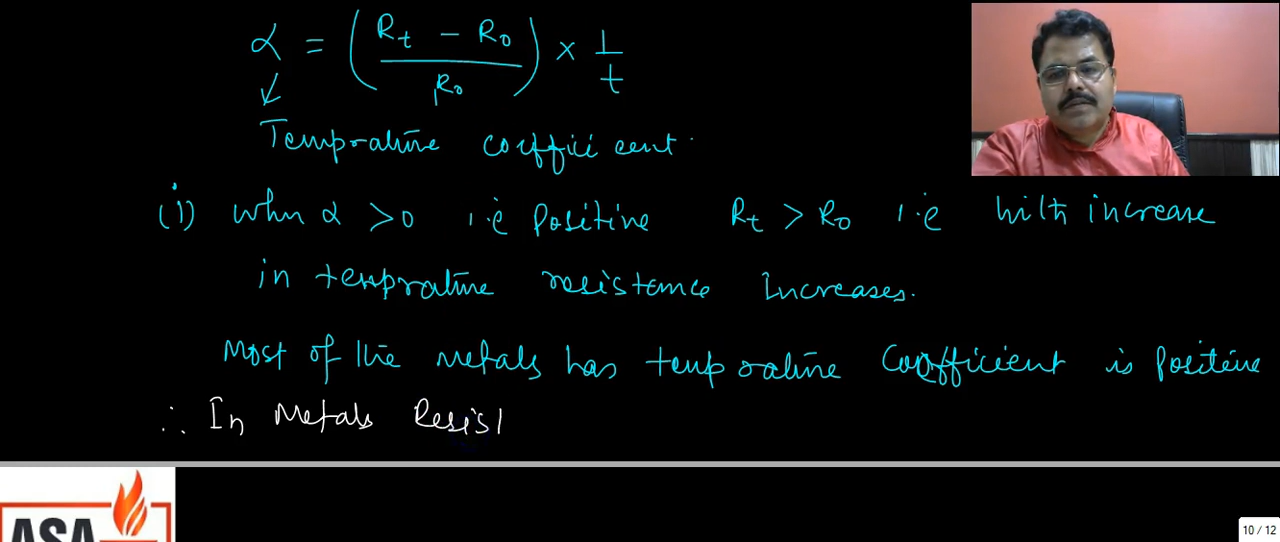 α = (Rt - R0 / R0) × 1/t
Temprature coefficient
(i) when α > 0 i.e positive Rt > R0 i.e with increase
in temprature resistance increases.
Most of the metals has temprature coefficient is positive
∴ In Metals Resist
ASA
10 / 12